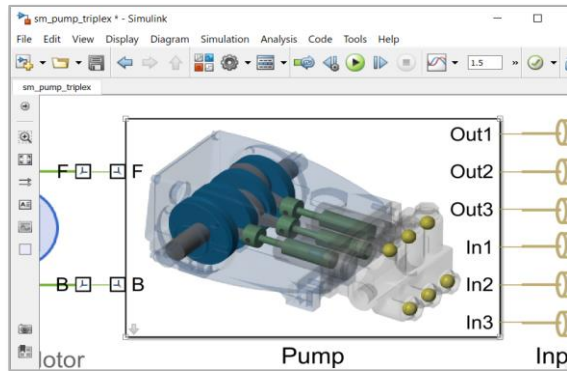 sm_pump_triplex * - Simulink
File Edit View Display Diagram Simulation Analysis Code Tools Help
1.5 »
sm_pump_triplex
Out1
F F Out2
Out3
In1
B B In2
In3
Motor Pump Inp